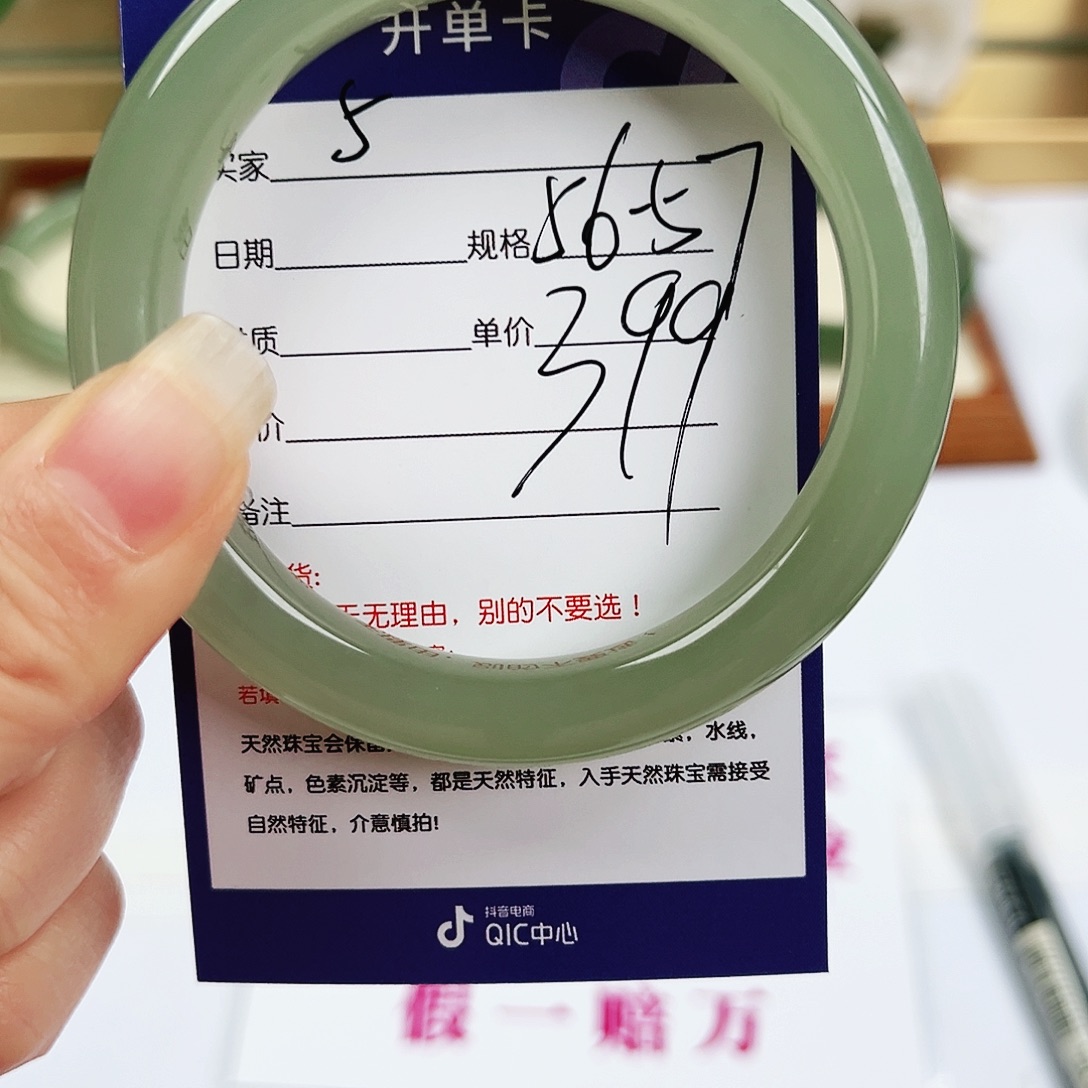 开单卡
买家 5
日期 规格 56-57
质 单价 399
价
备注
货:
无理由，别的不要选！
若填
天然珠宝会保留 水线，
矿点，色素沉淀等，都是天然特征，入手天然珠宝需接受
自然特征，介意慎拍!
抖音电商
QIC中心
假一赔万